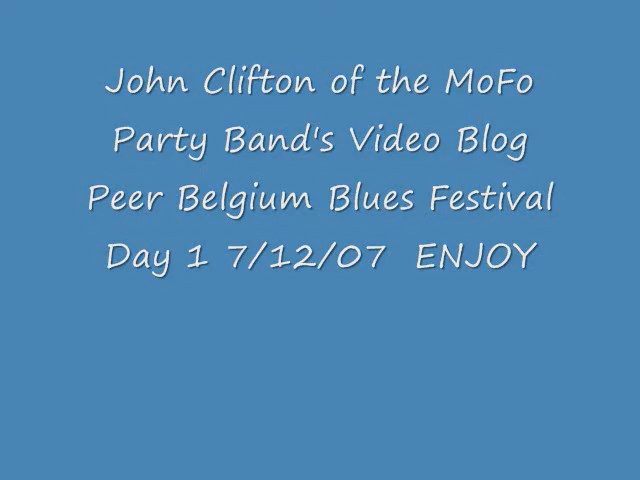 John Clifton of the MoFo
Party Band's Video Blog
Peer Belgium Blues Festival
Day 1 7/12/07 ENJOY